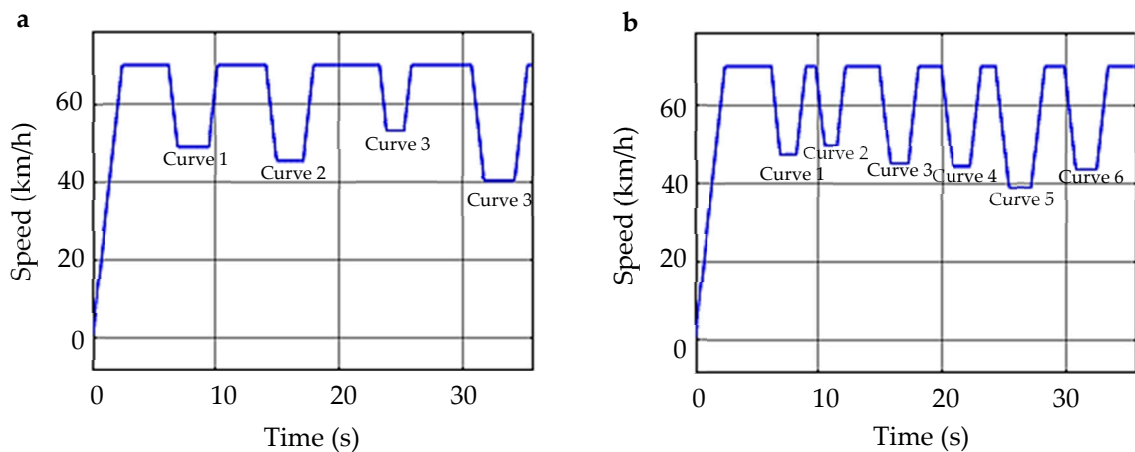 a
Speed (km/h)
60
40
20
0
Curve 1
Curve 2
Curve 3
Curve 3
0 10 20 30
Time (s)
b
Speed (km/h)
60
40
20
0
Curve 1
Curve 2
Curve 3
Curve 4
Curve 5
Curve 6
0 10 20 30
Time (s)